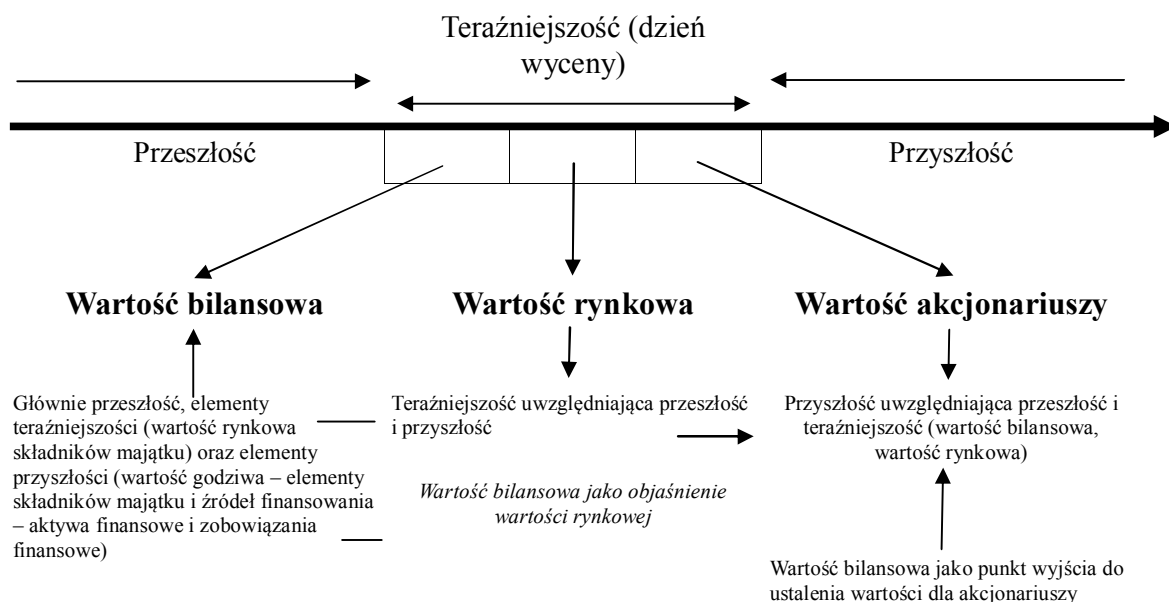 Teraźniejszość (dzień
wyceny)
Przeszłość
Przyszłość
Wartość bilansowa
Wartość rynkowa
Wartość akcjonariuszy
Głównie przeszłość, elementy
teraźniejszości (wartość rynkowa
składników majątku) oraz elementy
przyszłości (wartość godziwa – elementy
składników majątku i źródeł finansowania
– aktywa finansowe i zobowiązania
finansowe)
Teraźniejszość uwzględniająca przeszłość
i przyszłość
Wartość bilansowa jako objaśnienie
wartości rynkowej
Przyszłość uwzględniająca przeszłość i
teraźniejszość (wartość bilansowa,
wartość rynkowa)
Wartość bilansowa jako punkt wyjścia do
ustalenia wartości dla akcjonariuszy